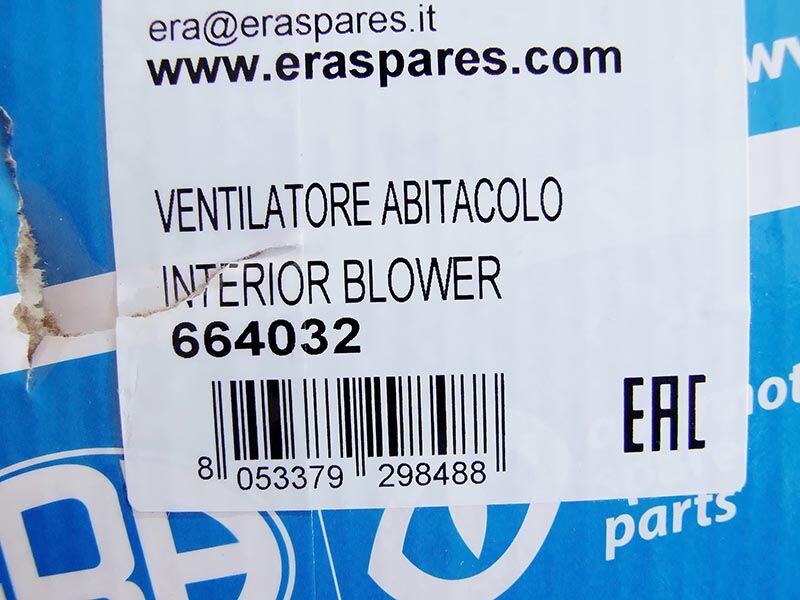 era@eraspares.it
www.eraspares.com
VENTILATORE ABITACOLO
INTERIOR BLOWER
664032
8 053379 298488
EAC
parts